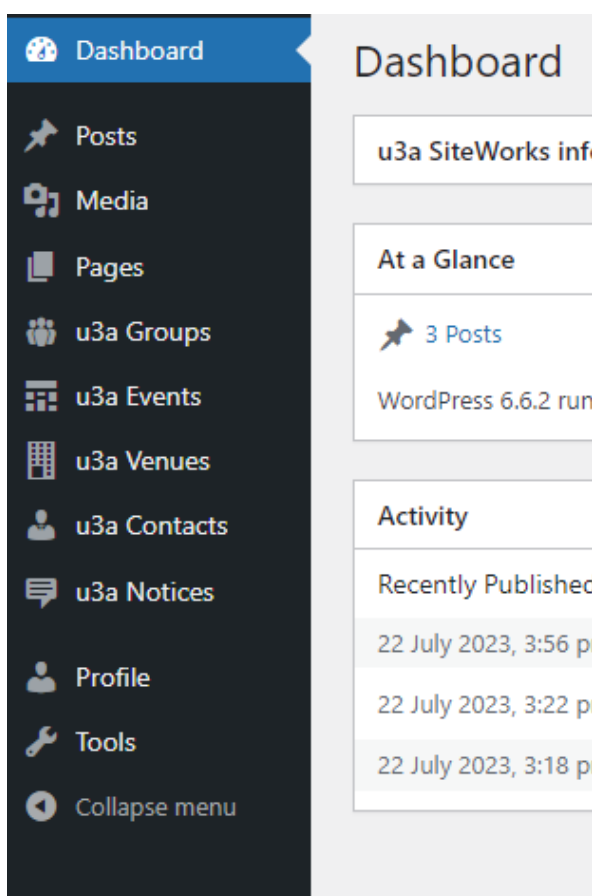 Dashboard
Posts
Media
Pages
u3a Groups
u3a Events
u3a Venues
u3a Contacts
u3a Notices
Profile
Tools
Collapse menu
Dashboard
u3a SiteWorks
At a Glance
3 Posts
WordPress 6.6.2
Activity
Recently Published
22 July 2023, 3:56
22 July 2023, 3:22
22 July 2023, 3:18